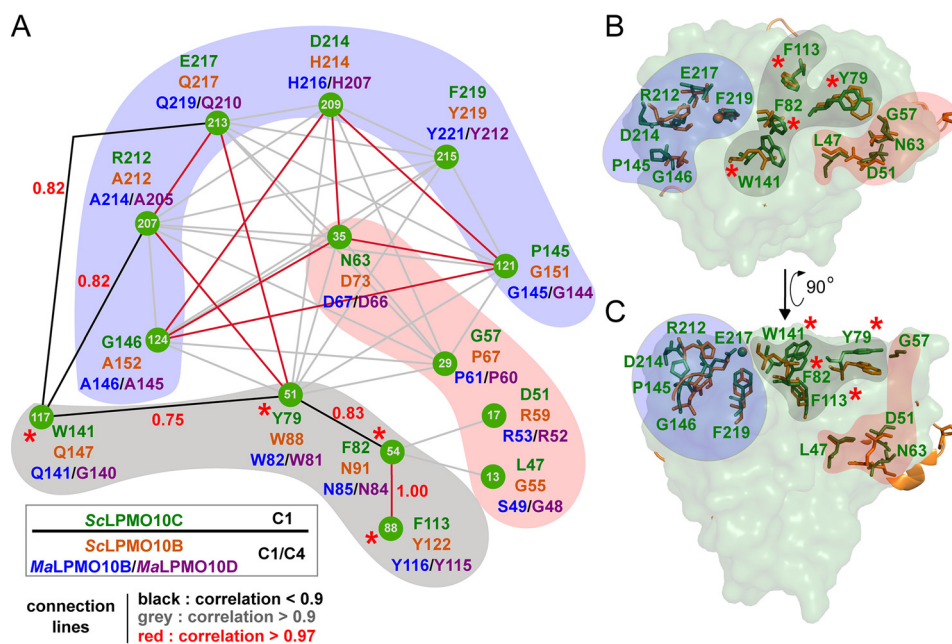 A
D214
H214
H216/H207
209
E217
Q217
Q219/Q210
213
F219
Y219
Y221/Y212
215
R212
A212
A214/A205
207
0.82
0.82
35
N63
D73
D67/D66
P145
G151
G145/G144
121
G146
A152
A146/A145
124
G57
P67
P61/P60
29
51
Y79
W88
W82/W81
*
0.75
0.83
117
W141
Q147
Q141/G140
*
D51
R59
R53/R52
17
F82
N91
N85/N84
54
*
L47
G55
S49/G48
13
1.00
88
F113
Y122
Y116/Y115
*
ScLPMO10C C1
ScLPMO10B
MaLPMO10B/MaLPMO10D
C1/C4
connection
lines
black : correlation < 0.9
grey : correlation > 0.9
red : correlation > 0.97
B
F113
*
E217
Y79
*
R212
F219
F82
*
G57
D214
L47
N63
P145
G146
W141
*
D51
90°
C
R212
E217
W141
*
Y79
*
G57
D214
F82
*
P145
F113
*
D51
G146
F219
L47
N63